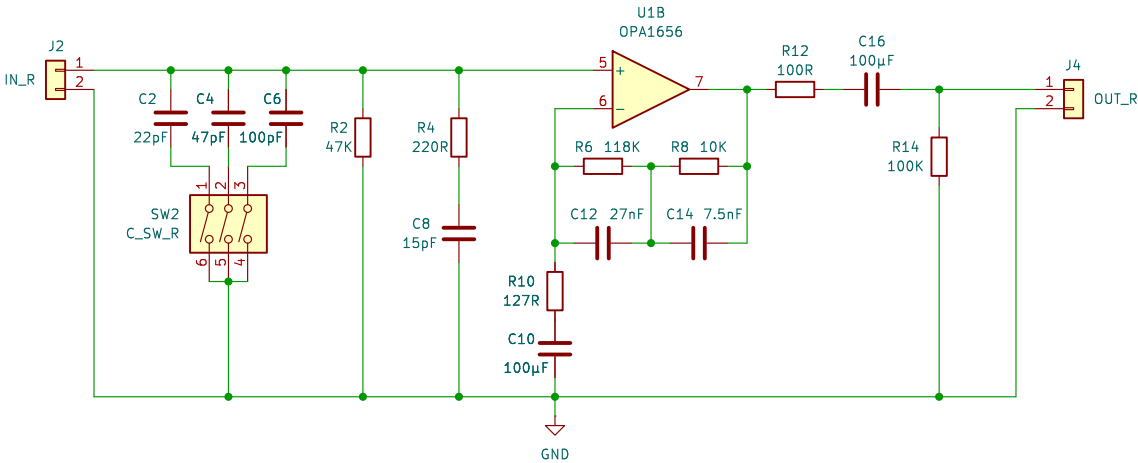 U1B
OPA1656
J2
1
2
IN_R
C2
22pF
C4
47pF
C6
100pF
1
2
3
SW2
C_SW_R
6
5
4
R2
47K
R4
220R
C8
15pF
5
+
6
−
7
R6 118K
R8 10K
C12 27nF
C14 7.5nF
R10
127R
C10
100µF
GND
R12
100R
C16
100µF
R14
100K
J4
1
2
OUT_R